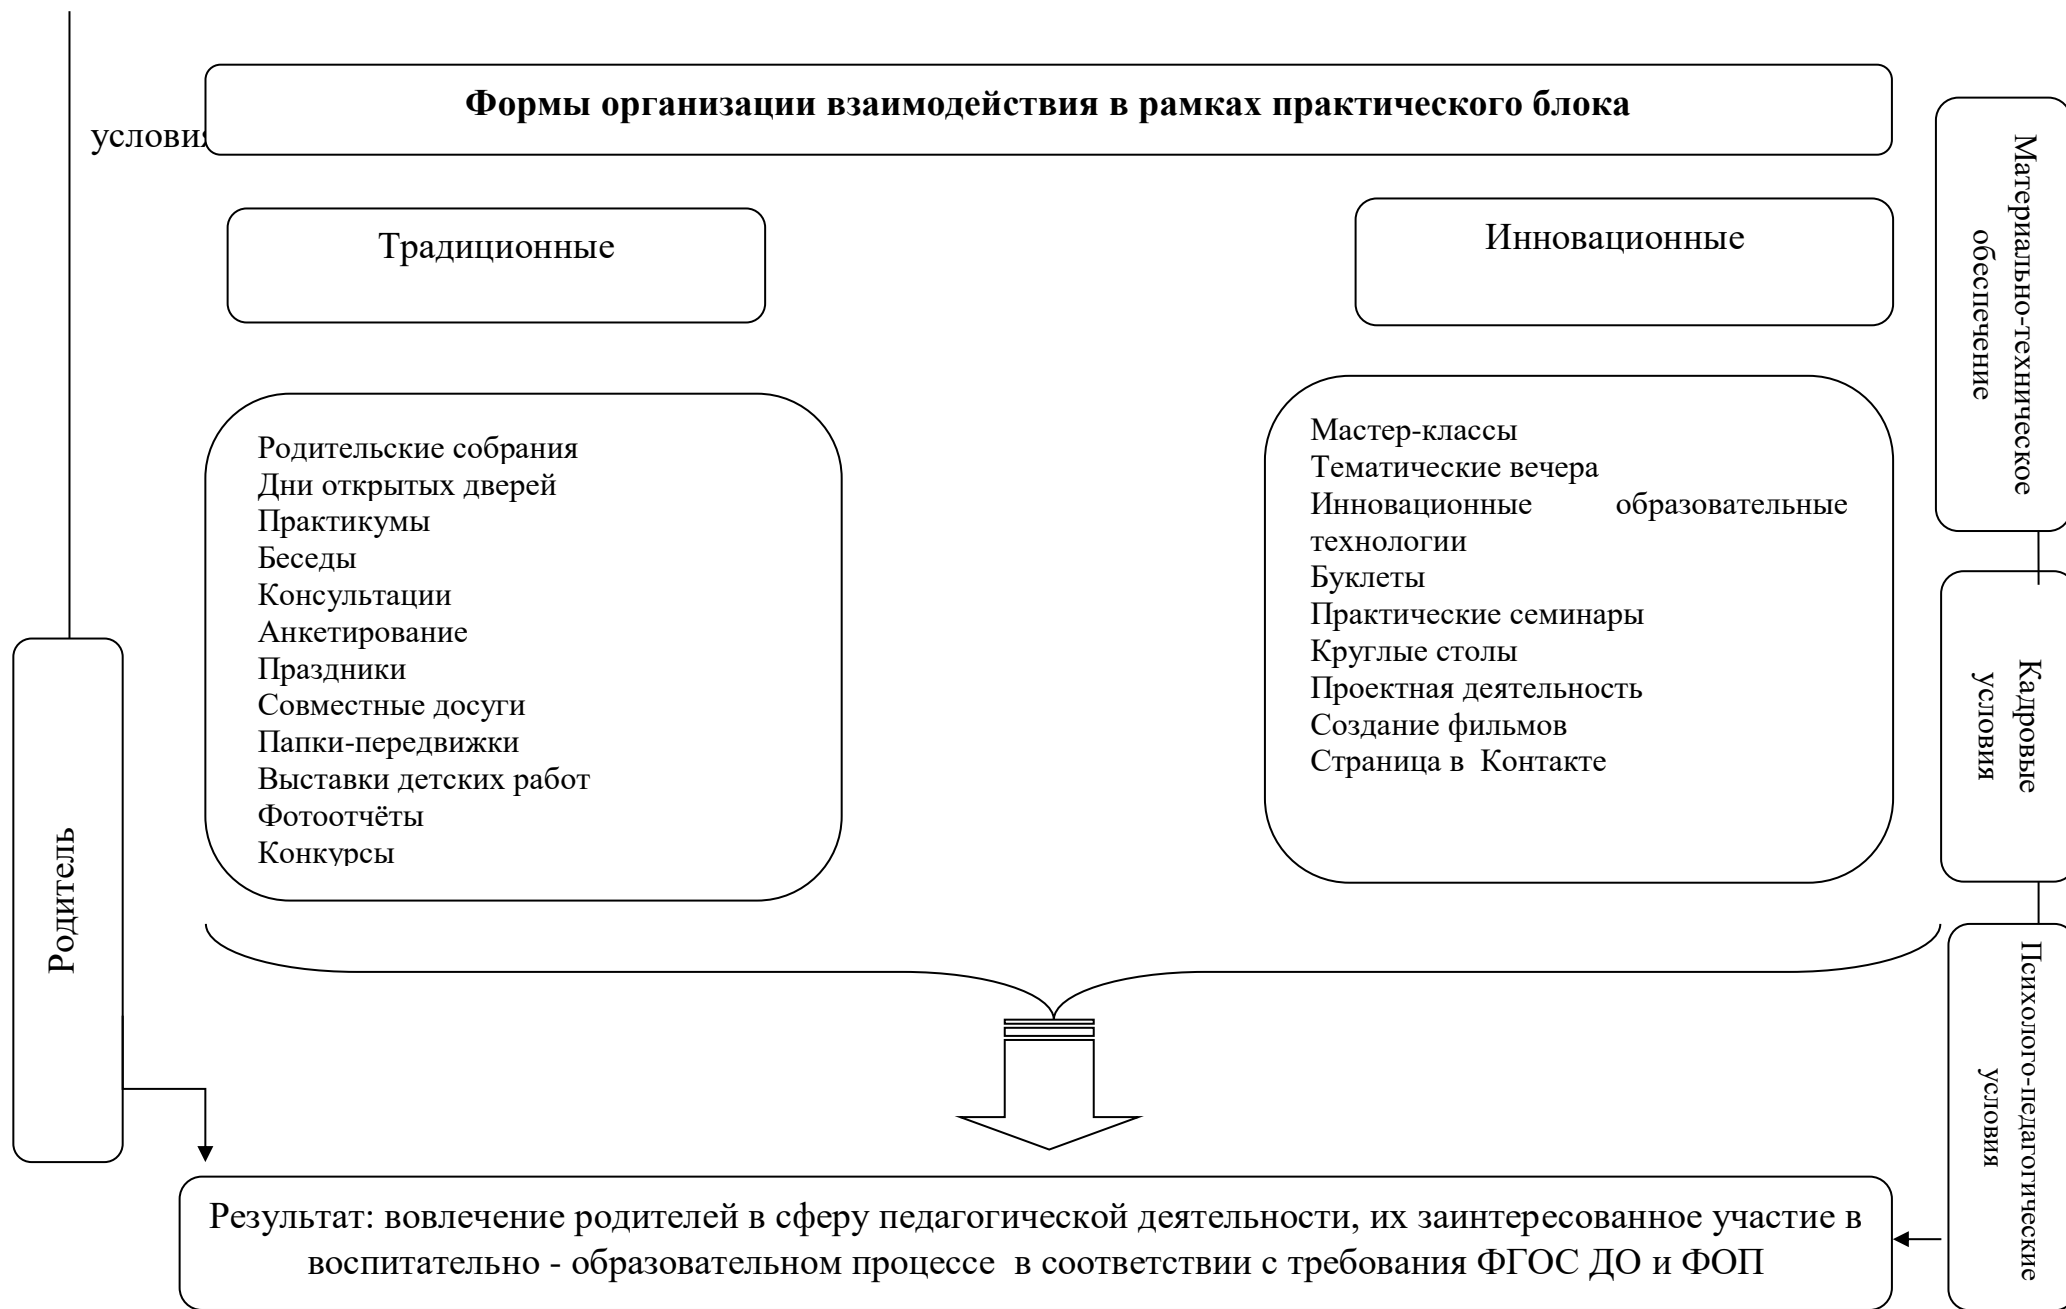 Формы организации взаимодействия в рамках практического блока
условия
Традиционные
Инновационные
Родительские собрания
Дни открытых дверей
Практикумы
Беседы
Консультации
Анкетирование
Праздники
Совместные досуги
Папки-передвижки
Выставки детских работ
Фотоотчёты
Конкурсы
Мастер-классы
Тематические вечера
Инновационные образовательные
технологии
Буклеты
Практические семинары
Круглые столы
Проектная деятельность
Создание фильмов
Страница в  Контакте
Материально-техническое
обеспечение
Кадровые
условия
Психолого-педагогические
условия
Родитель
Результат: вовлечение родителей в сферу педагогической деятельности, их заинтересованное участие в
воспитательно - образовательном процессе  в соответствии с требования ФГОС ДО и ФОП